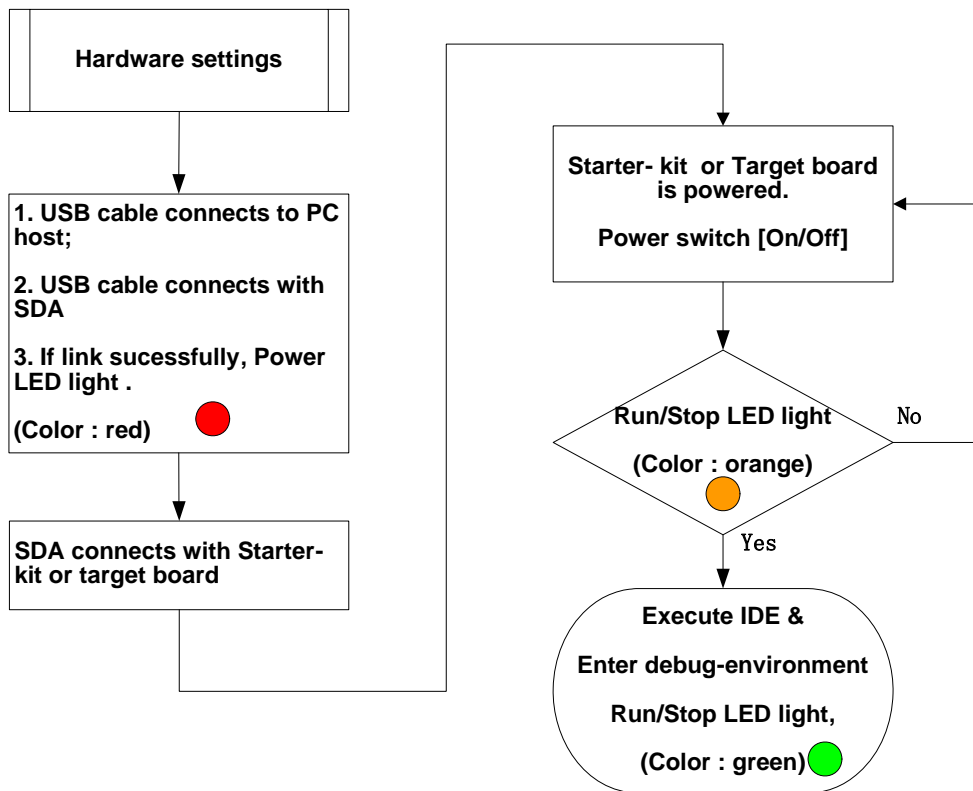 Hardware settings
1. USB cable connects to PC
host;
2. USB cable connects with
SDA
3. If link sucessfully, Power
LED light .
(Color : red)
SDA connects with Starter-
kit or target board
Starter- kit  or Target board
is powered.
Power switch [On/Off]
Run/Stop LED light
(Color : orange)
No
Yes
Execute IDE &
Enter debug-environment
Run/Stop LED light,
(Color : green)